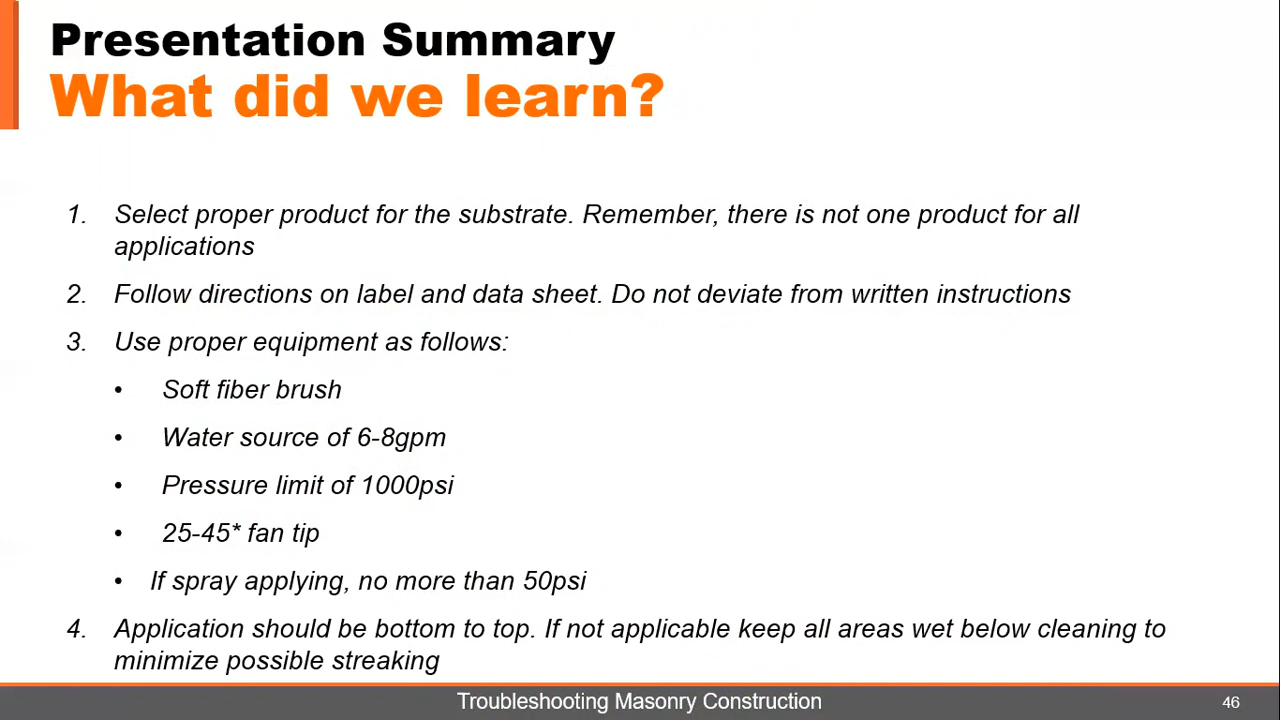 Presentation Summary
What did we learn?
1. Select proper product for the substrate. Remember, there is not one product for all
applications
2. Follow directions on label and data sheet. Do not deviate from written instructions
3. Use proper equipment as follows:
• Soft fiber brush
• Water source of 6-8gpm
• Pressure limit of 1000psi
• 25-45* fan tip
• If spray applying, no more than 50psi
4. Application should be bottom to top. If not applicable keep all areas wet below cleaning to
minimize possible streaking
Troubleshooting Masonry Construction
46